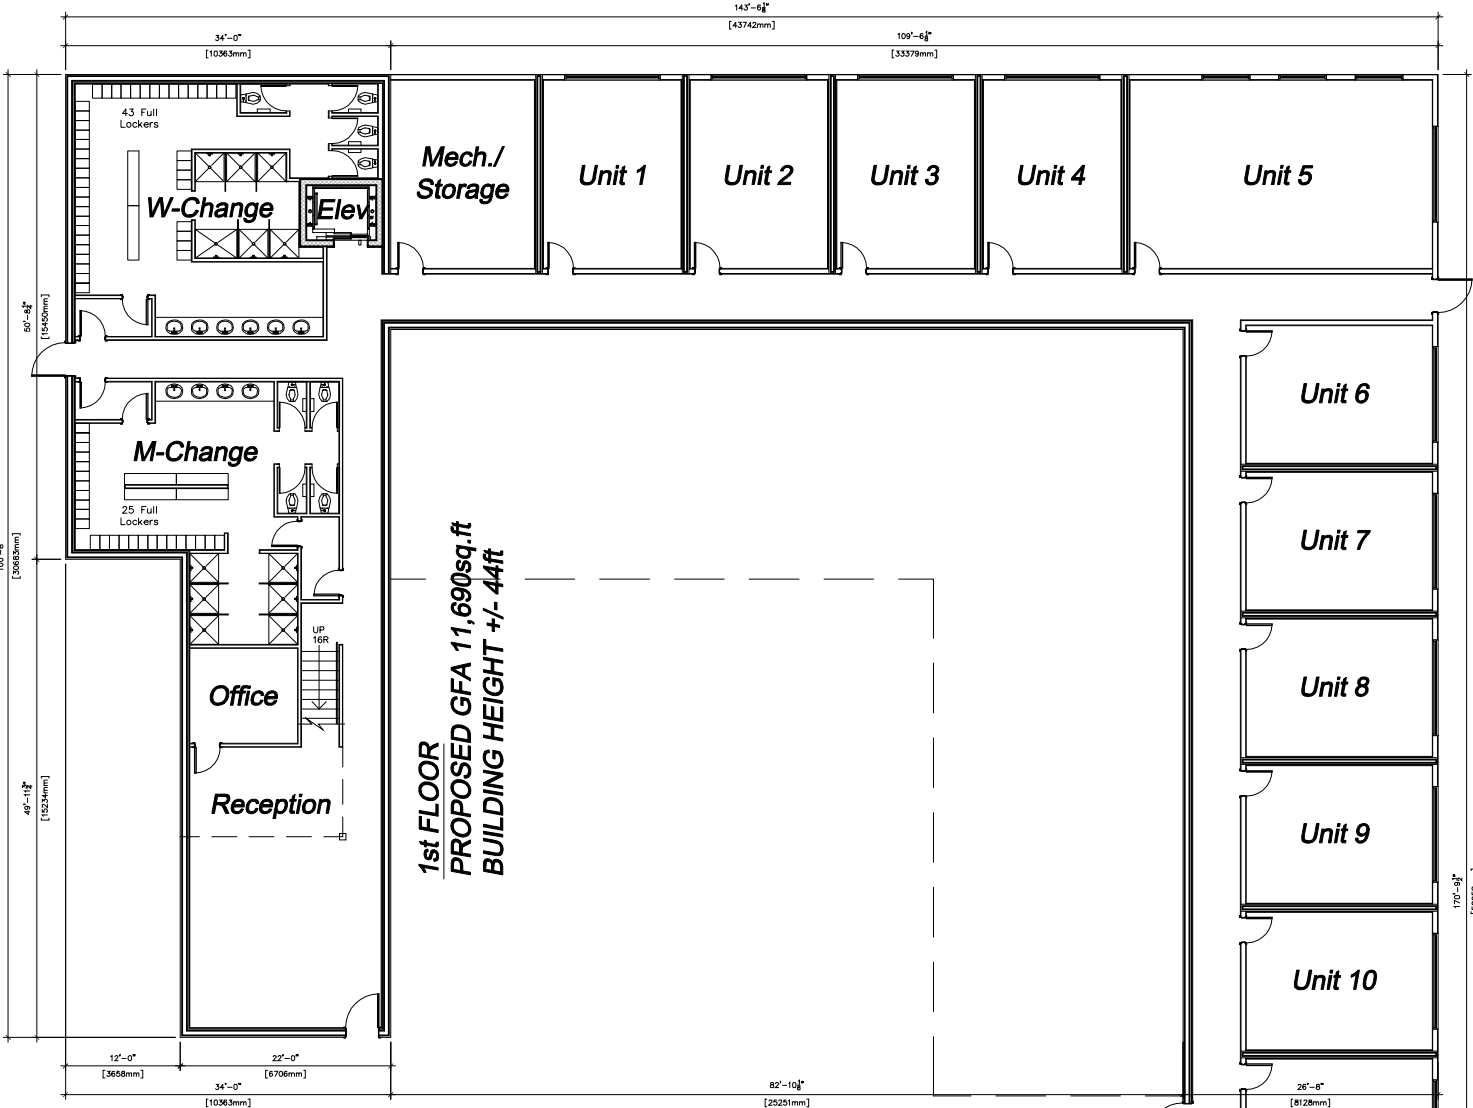 143'-6⅛"
[43742mm]
34'-0"
[10363mm]
109'-6⅛"
[33379mm]
43 Full
Lockers
W-Change
Elev
Mech./
Storage
Unit 1
Unit 2
Unit 3
Unit 4
Unit 5
50'-8¼"
[15450mm]
[30683mm]
M-Change
25 Full
Lockers
UP
16R
Office
Reception
49'-11¾"
[15234mm]
1st FLOOR
PROPOSED GFA 11,690sq.ft
BUILDING HEIGHT +/- 44ft
Unit 6
Unit 7
Unit 8
Unit 9
Unit 10
170'-9½"
12'-0"
[3658mm]
22'-0"
[6706mm]
34'-0"
[10363mm]
82'-10⅛"
[25251mm]
26'-8"
[8128mm]